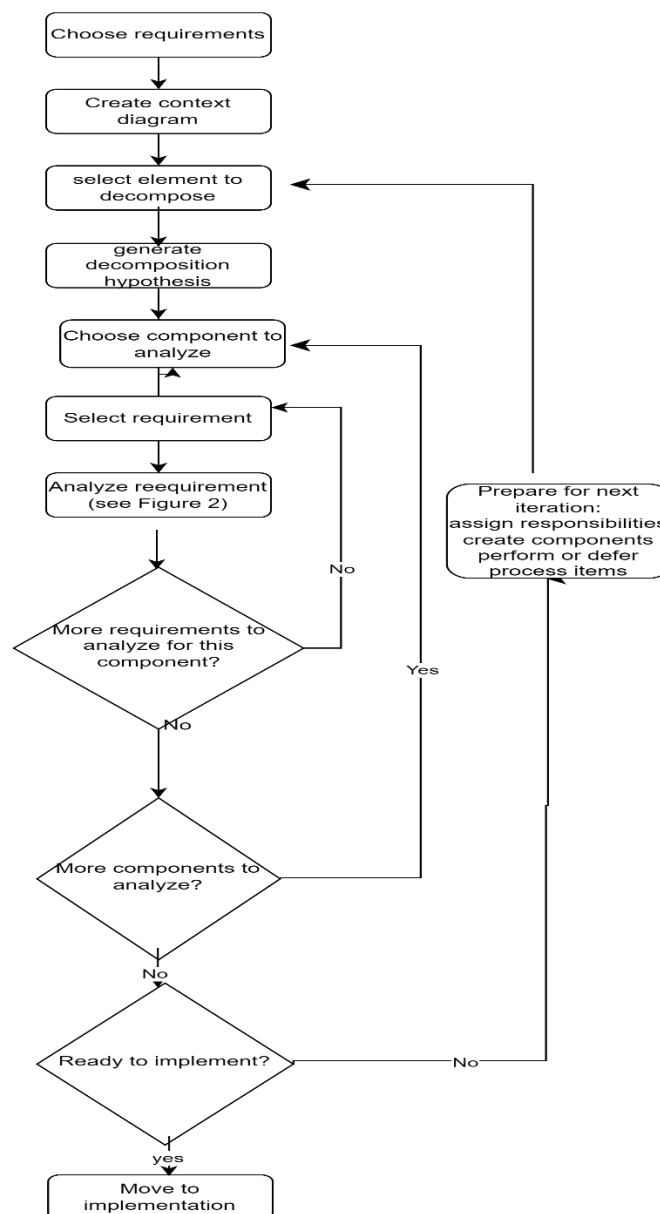 Choose requirements
Create context
diagram
select element to
decompose
generate
decomposition
hypothesis
Choose component to
analyze
Select requirement
Analyze reequirement
(see Figure 2)
Prepare for next
iteration:
assign responsibilities
create components
perform or defer
process items
No
More requirements to
analyze for this
component?
Yes
No
More components to
analyze?
No
Ready to implement?
No
yes
Move to
implementation